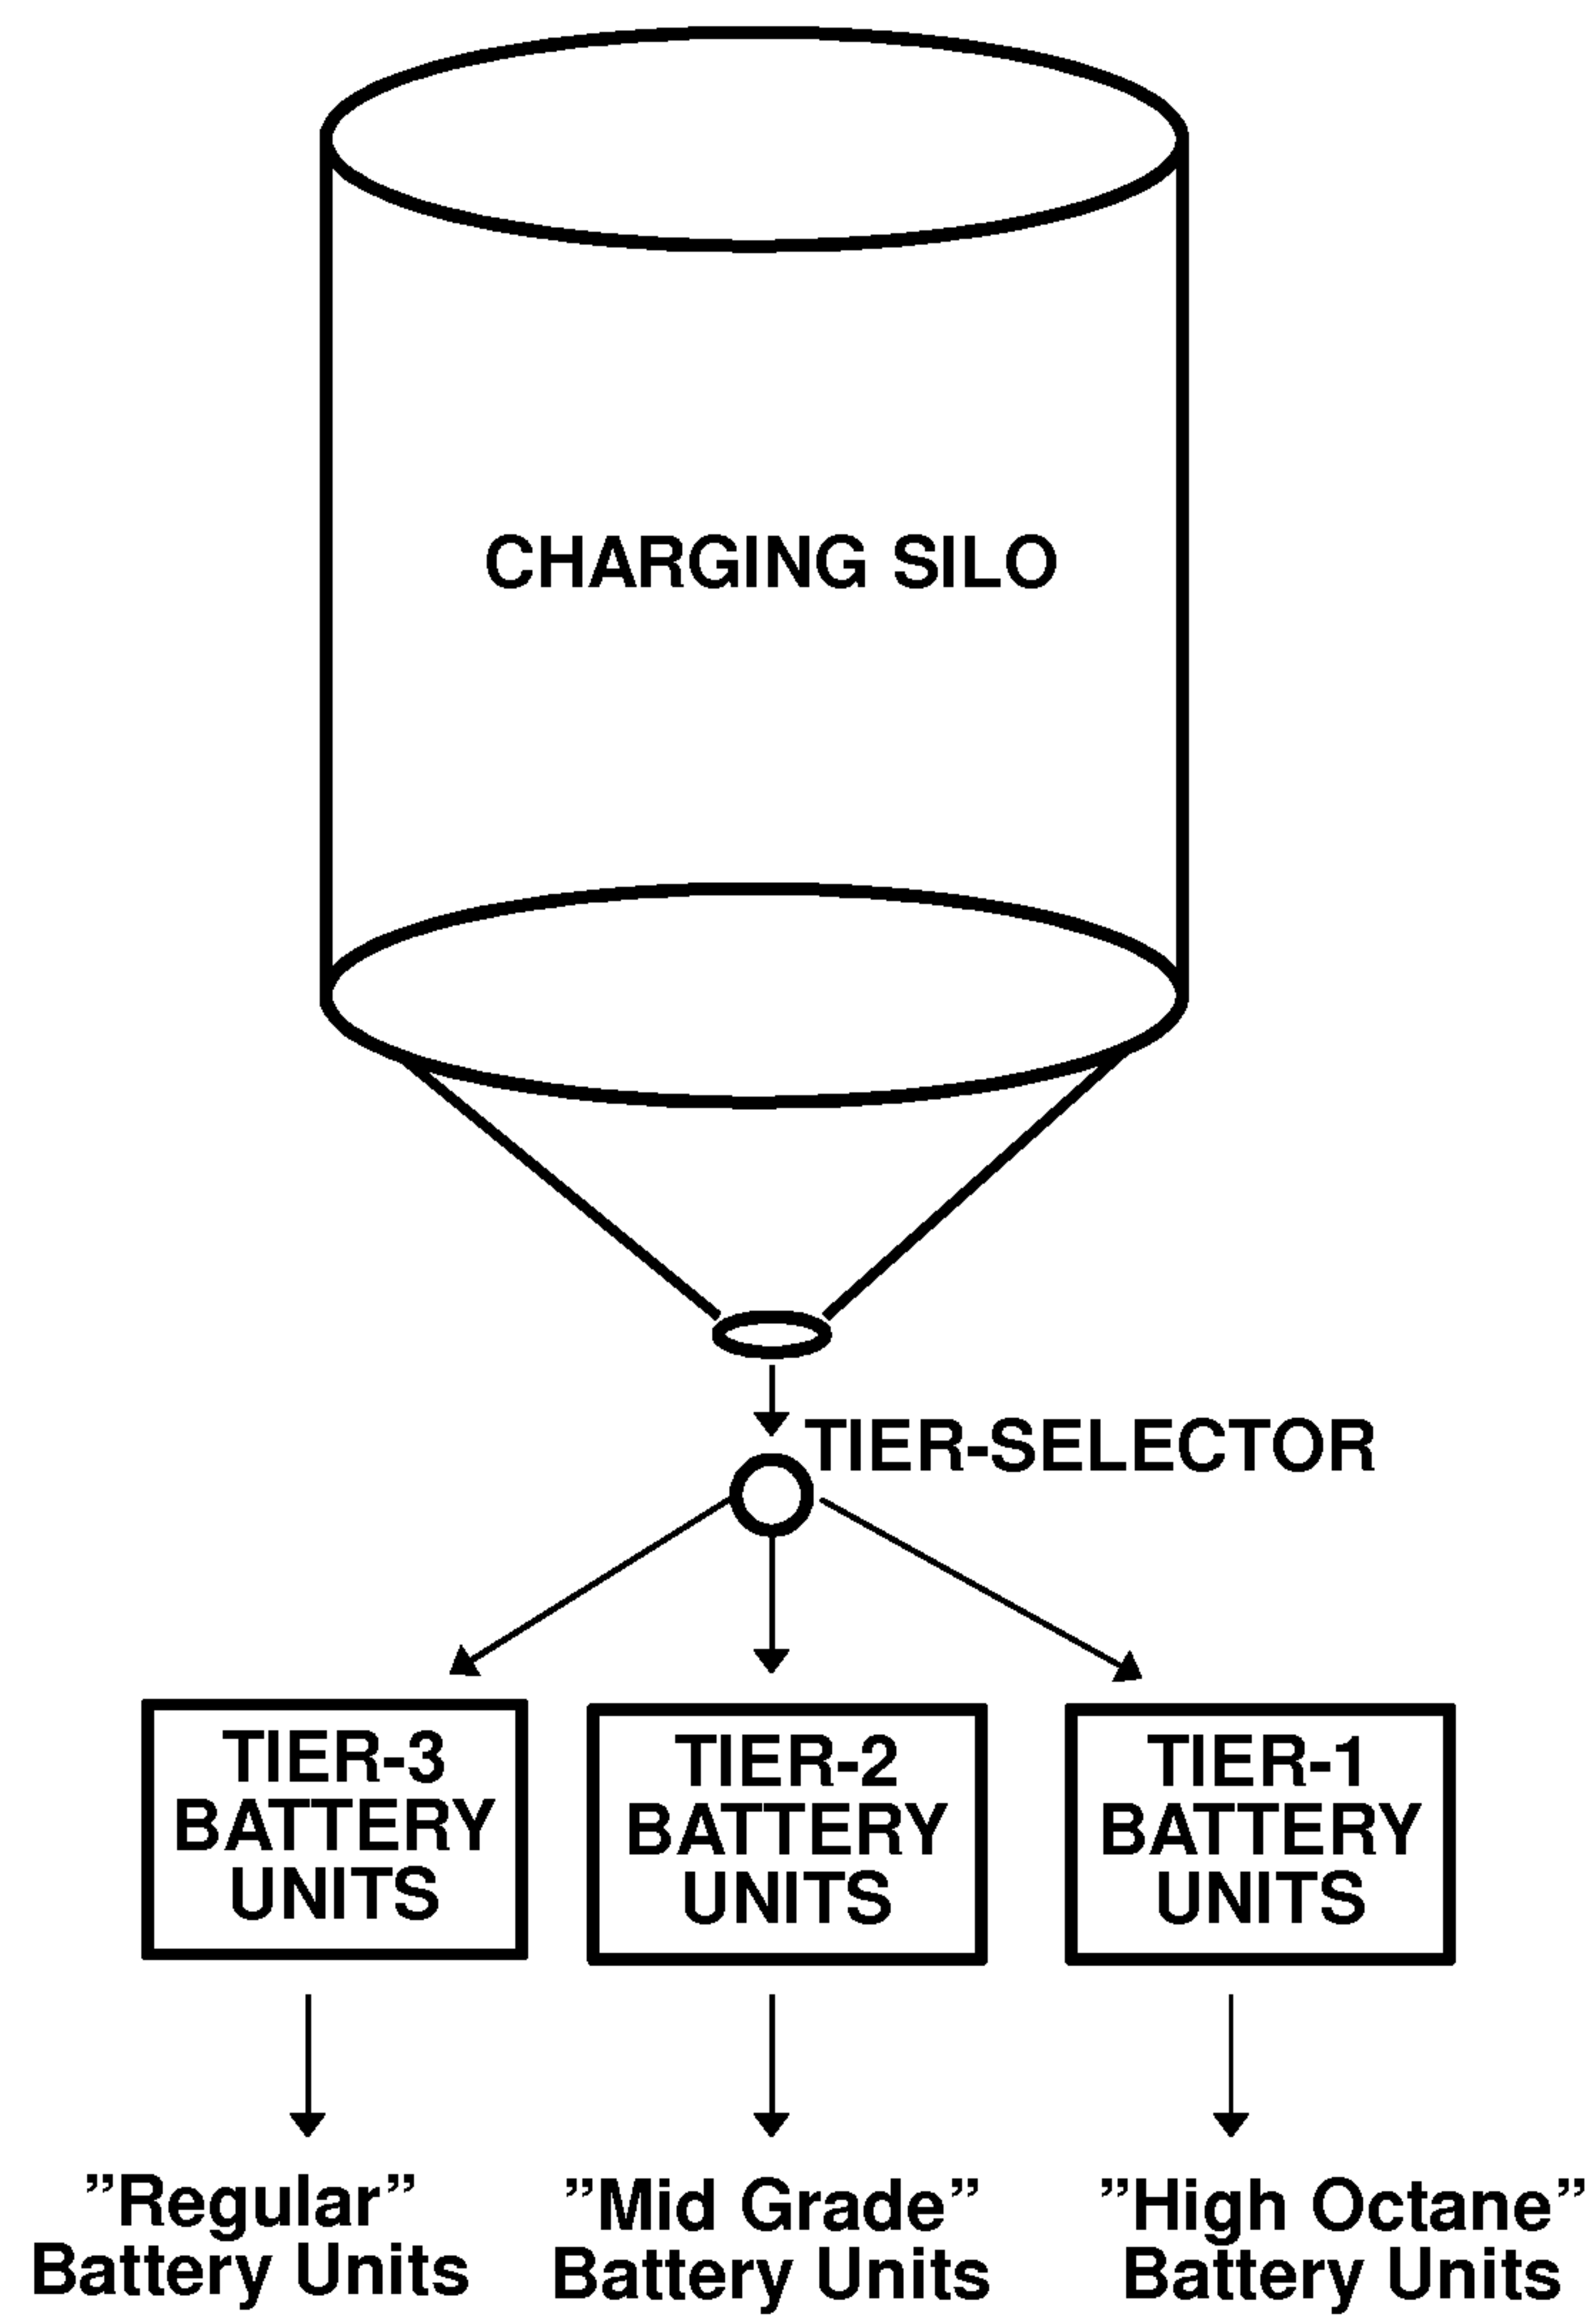 CHARGING SILO
TIER-SELECTOR
TIER-3
BATTERY
UNITS
TIER-2
BATTERY
UNITS
TIER-1
BATTERY
UNITS
”Regular”
Battery Units
”Mid Grade”
Battery Units
”High Octane”
Battery Units